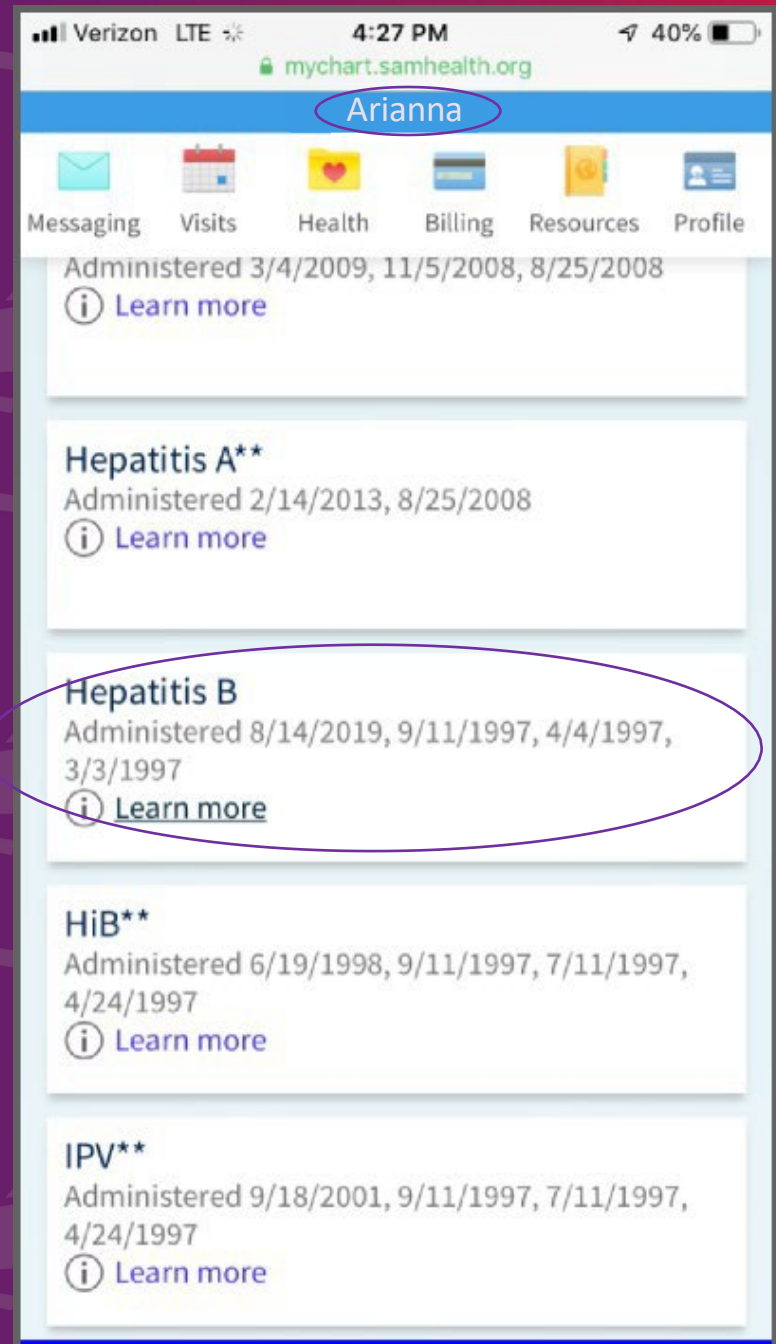 Verizon LTE 4:27 PM 40%
mychart.samhealth.org
Arianna
Messaging Visits Health Billing Resources Profile
Administered 3/4/2009, 11/5/2008, 8/25/2008
Learn more
Hepatitis A**
Administered 2/14/2013, 8/25/2008
Learn more
Hepatitis B
Administered 8/14/2019, 9/11/1997, 4/4/1997,
3/3/1997
Learn more
HiB**
Administered 6/19/1998, 9/11/1997, 7/11/1997,
4/24/1997
Learn more
IPV**
Administered 9/18/2001, 9/11/1997, 7/11/1997,
4/24/1997
Learn more